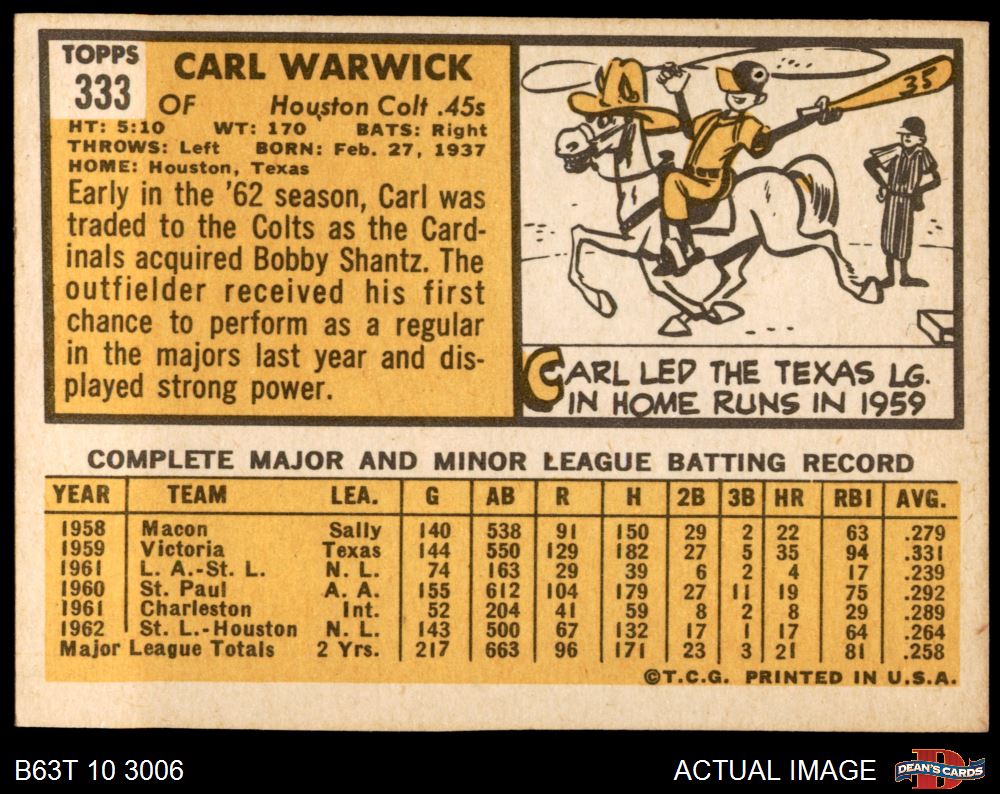 TOPPS
333
CARL WARWICK
OF Houston Colt .45s
HT: 5:10 WT: 170 BATS: Right
THROWS: Left BORN: Feb. 27, 1937
HOME: Houston, Texas
Early in the '62 season, Carl was
traded to the Colts as the Card-
inals acquired Bobby Shantz. The
outfielder received his first
chance to perform as a regular
in the majors last year and dis-
played strong power.
35
CARL LED THE TEXAS LG.
IN HOME RUNS IN 1959
COMPLETE MAJOR AND MINOR LEAGUE BATTING RECORD
YEAR TEAM LEA. G AB R H 2B 3B HR RBI AVG.
1958 Macon Sally 140 538 91 150 29 2 22 63 .279
1959 Victoria Texas 144 550 129 182 27 5 35 94 .331
1961 L. A.-St. L. N. L. 74 163 29 39 6 2 4 17 .239
1960 St. Paul A. A. 155 612 104 179 27 11 19 75 .292
1961 Charleston Int. 52 204 41 59 8 2 8 29 .289
1962 St. L.-Houston N. L. 143 500 67 132 17 1 17 64 .264
Major League Totals 2 Yrs. 217 663 96 171 23 3 21 81 .258
©T.C.G. PRINTED IN U.S.A.
B63T 10 3006
ACTUAL IMAGE
D
DEAN'S CARDS